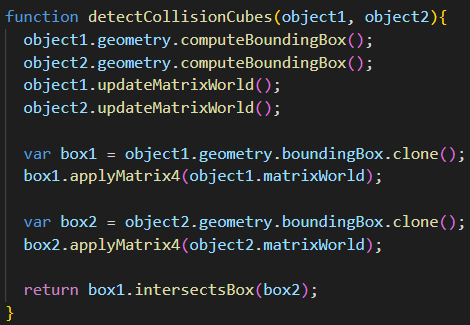 function detectCollisionCubes(object1, object2){
  object1.geometry.computeBoundingBox();
  object2.geometry.computeBoundingBox();
  object1.updateMatrixWorld();
  object2.updateMatrixWorld();

  var box1 = object1.geometry.boundingBox.clone();
  box1.applyMatrix4(object1.matrixWorld);

  var box2 = object2.geometry.boundingBox.clone();
  box2.applyMatrix4(object2.matrixWorld);

  return box1.intersectsBox(box2);
}